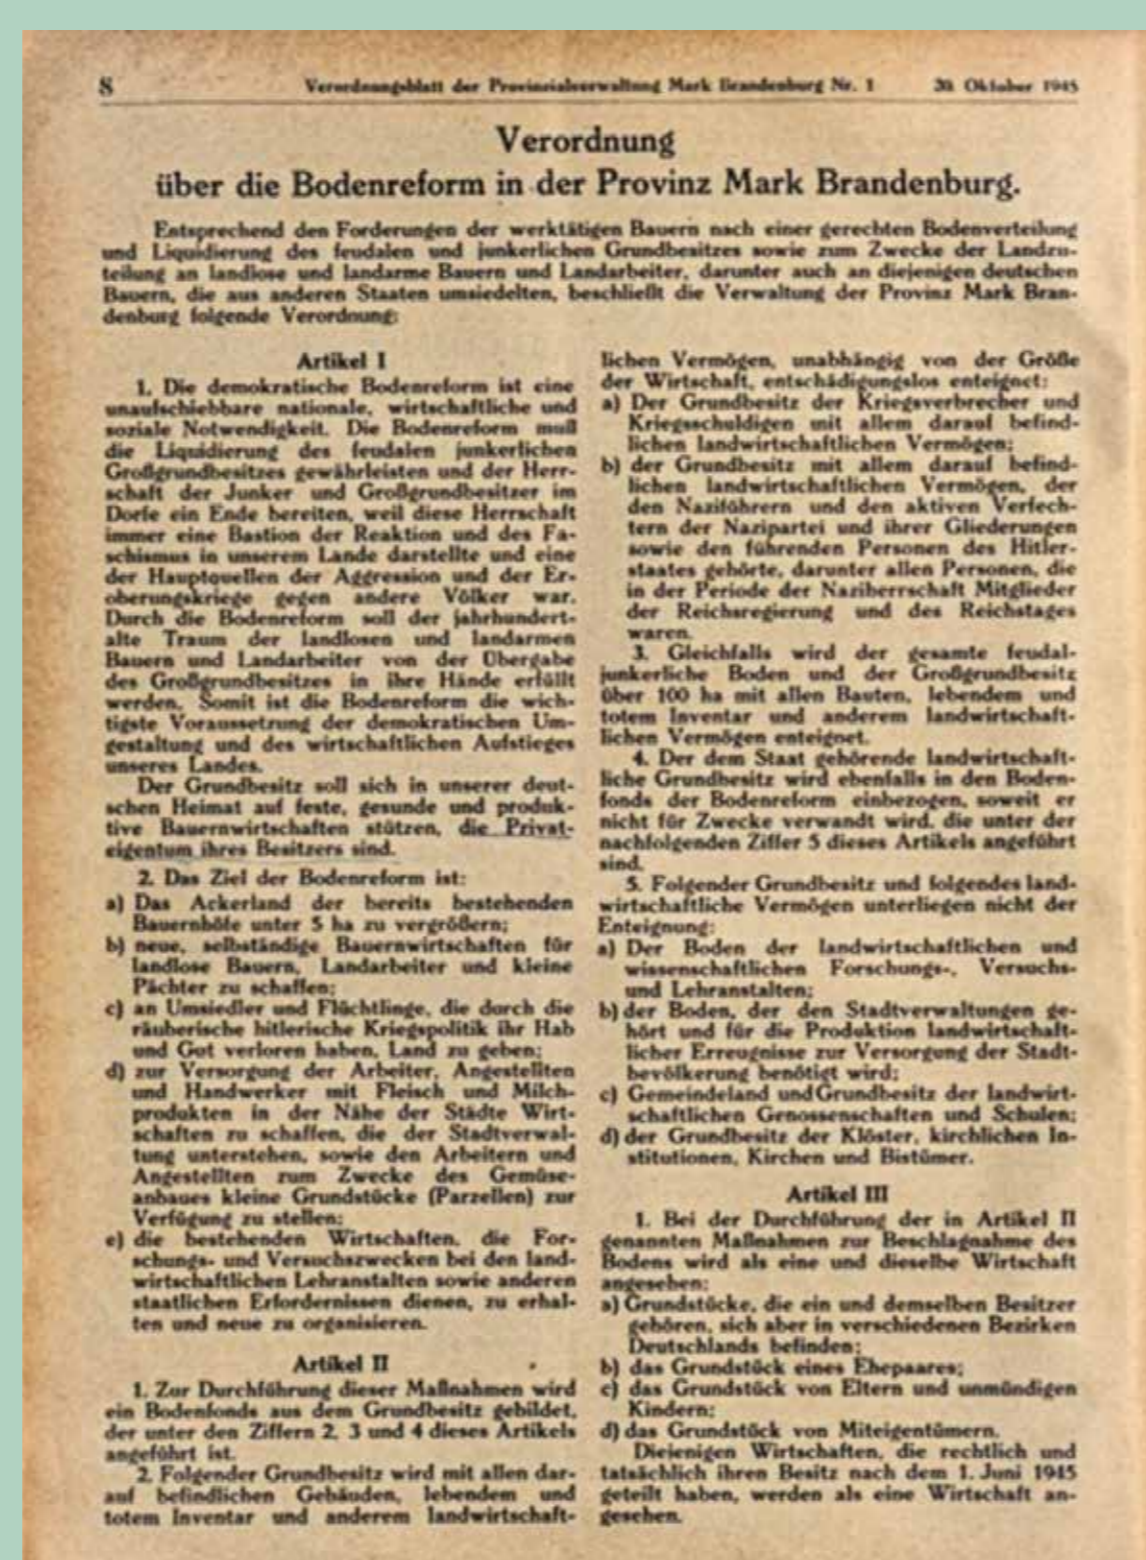 8
Verordnungsblatt der Provinzialverwaltung Mark Brandenburg Nr. 1
20. Oktober 1945
Verordnung
über die Bodenreform in der Provinz Mark Brandenburg.
Entsprechend den Forderungen der werktätigen Bauern nach einer gerechten Bodenverteilung
und Liquidierung des feudalen und junkerlichen Grundbesitzes sowie zum Zwecke der Landzu-
teilung an landlose und landarme Bauern und Landarbeiter, darunter auch an diejenigen deutschen
Bauern, die aus anderen Staaten umsiedelten, beschließt die Verwaltung der Provinz Mark Bran-
denburg folgende Verordnung:
Artikel I
1. Die demokratische Bodenreform ist eine
unaufschiebbare nationale, wirtschaftliche und
soziale Notwendigkeit. Die Bodenreform muß
die Liquidierung des feudalen junkerlichen
Großgrundbesitzes gewährleisten und der Herr-
schaft der Junker und Großgrundbesitzer im
Dorfe ein Ende bereiten, weil diese Herrschaft
immer eine Bastion der Reaktion und des Fa-
schismus in unserem Lande darstellte und eine
der Hauptquellen der Aggression und der Er-
oberungskriege gegen andere Völker war.
Durch die Bodenreform soll der jahrhundert-
alte Traum der landlosen und landarmen
Bauern und Landarbeiter von der Übergabe
des Großgrundbesitzes in ihre Hände erfüllt
werden. Somit ist die Bodenreform die wich-
tigste Voraussetzung der demokratischen Um-
gestaltung und des wirtschaftlichen Aufstieges
unseres Landes.
Der Grundbesitz soll sich in unserer deut-
schen Heimat auf feste, gesunde und produk-
tive Bauernwirtschaften stützen, die Privat-
eigentum ihres Besitzers sind.
2. Das Ziel der Bodenreform ist:
a) Das Ackerland der bereits bestehenden
Bauernhöfe unter 5 ha zu vergrößern;
b) neue, selbständige Bauernwirtschaften für
landlose Bauern, Landarbeiter und kleine
Pächter zu schaffen;
c) an Umsiedler und Flüchtlinge, die durch die
räuberische hitlerische Kriegspolitik ihr Hab
und Gut verloren haben, Land zu geben;
d) zur Versorgung der Arbeiter, Angestellten
und Handwerker mit Fleisch und Milch-
produkten in der Nähe der Städte Wirt-
schaften zu schaffen, die der Stadtverwal-
tung unterstehen, sowie den Arbeitern und
Angestellten zum Zwecke des Gemüse-
anbaues kleine Grundstücke (Parzellen) zur
Verfügung zu stellen;
e) die bestehenden Wirtschaften, die For-
schungs- und Versuchszwecken bei den land-
wirtschaftlichen Lehranstalten sowie anderen
staatlichen Erfordernissen dienen, zu erhal-
ten und neue zu organisieren.
Artikel II
1. Zur Durchführung dieser Maßnahmen wird
ein Bodenfonds aus dem Grundbesitz gebildet,
der unter den Ziffern 2, 3 und 4 dieses Artikels
angeführt ist.
2. Folgender Grundbesitz wird mit allen dar-
auf befindlichen Gebäuden, lebendem und
totem Inventar und anderem landwirtschaft-
lichen Vermögen, unabhängig von der Größe
der Wirtschaft, entschädigungslos enteignet:
a) Der Grundbesitz der Kriegsverbrecher und
Kriegsschuldigen mit allem darauf befind-
lichen landwirtschaftlichen Vermögen;
b) der Grundbesitz mit allem darauf befind-
lichen landwirtschaftlichen Vermögen, der
den Naziführern und den aktiven Verfech-
tern der Nazipartei und ihrer Gliederungen
sowie den führenden Personen des Hitler-
staates gehörte, darunter allen Personen, die
in der Periode der Naziherrschaft Mitglieder
der Reichsregierung und des Reichstages
waren.
3. Gleichfalls wird der gesamte feudal-
junkerliche Boden und der Großgrundbesitz
über 100 ha mit allen Bauten, lebendem und
totem Inventar und anderem landwirtschaft-
lichen Vermögen enteignet.
4. Der dem Staat gehörende landwirtschaft-
liche Grundbesitz wird ebenfalls in den Boden-
fonds der Bodenreform einbezogen, soweit er
nicht für Zwecke verwandt wird, die unter der
nachfolgenden Ziffer 5 dieses Artikels angeführt
sind.
5. Folgender Grundbesitz und folgendes land-
wirtschaftliche Vermögen unterliegen nicht der
Enteignung:
a) Der Boden der landwirtschaftlichen und
wissenschaftlichen Forschungs-, Versuchs-
und Lehranstalten;
b) der Boden, der den Stadtverwaltungen ge-
hört und für die Produktion landwirtschaft-
licher Erzeugnisse zur Versorgung der Stadt-
bevölkerung benötigt wird;
c) Gemeindeland und Grundbesitz der landwirt-
schaftlichen Genossenschaften und Schulen;
d) der Grundbesitz der Klöster, kirchlichen In-
stitutionen, Kirchen und Bistümer.
Artikel III
1. Bei der Durchführung der in Artikel II
genannten Maßnahmen zur Beschlagnahme des
Bodens wird als eine und dieselbe Wirtschaft
angesehen:
a) Grundstücke, die ein und demselben Besitzer
gehören, sich aber in verschiedenen Bezirken
Deutschlands befinden;
b) das Grundstück eines Ehepaares;
c) das Grundstück von Eltern und unmündigen
Kindern;
d) das Grundstück von Miteigentümern.
Diejenigen Wirtschaften, die rechtlich und
tatsächlich ihren Besitz nach dem 1. Juni 1945
geteilt haben, werden als eine Wirtschaft an-
gesehen.